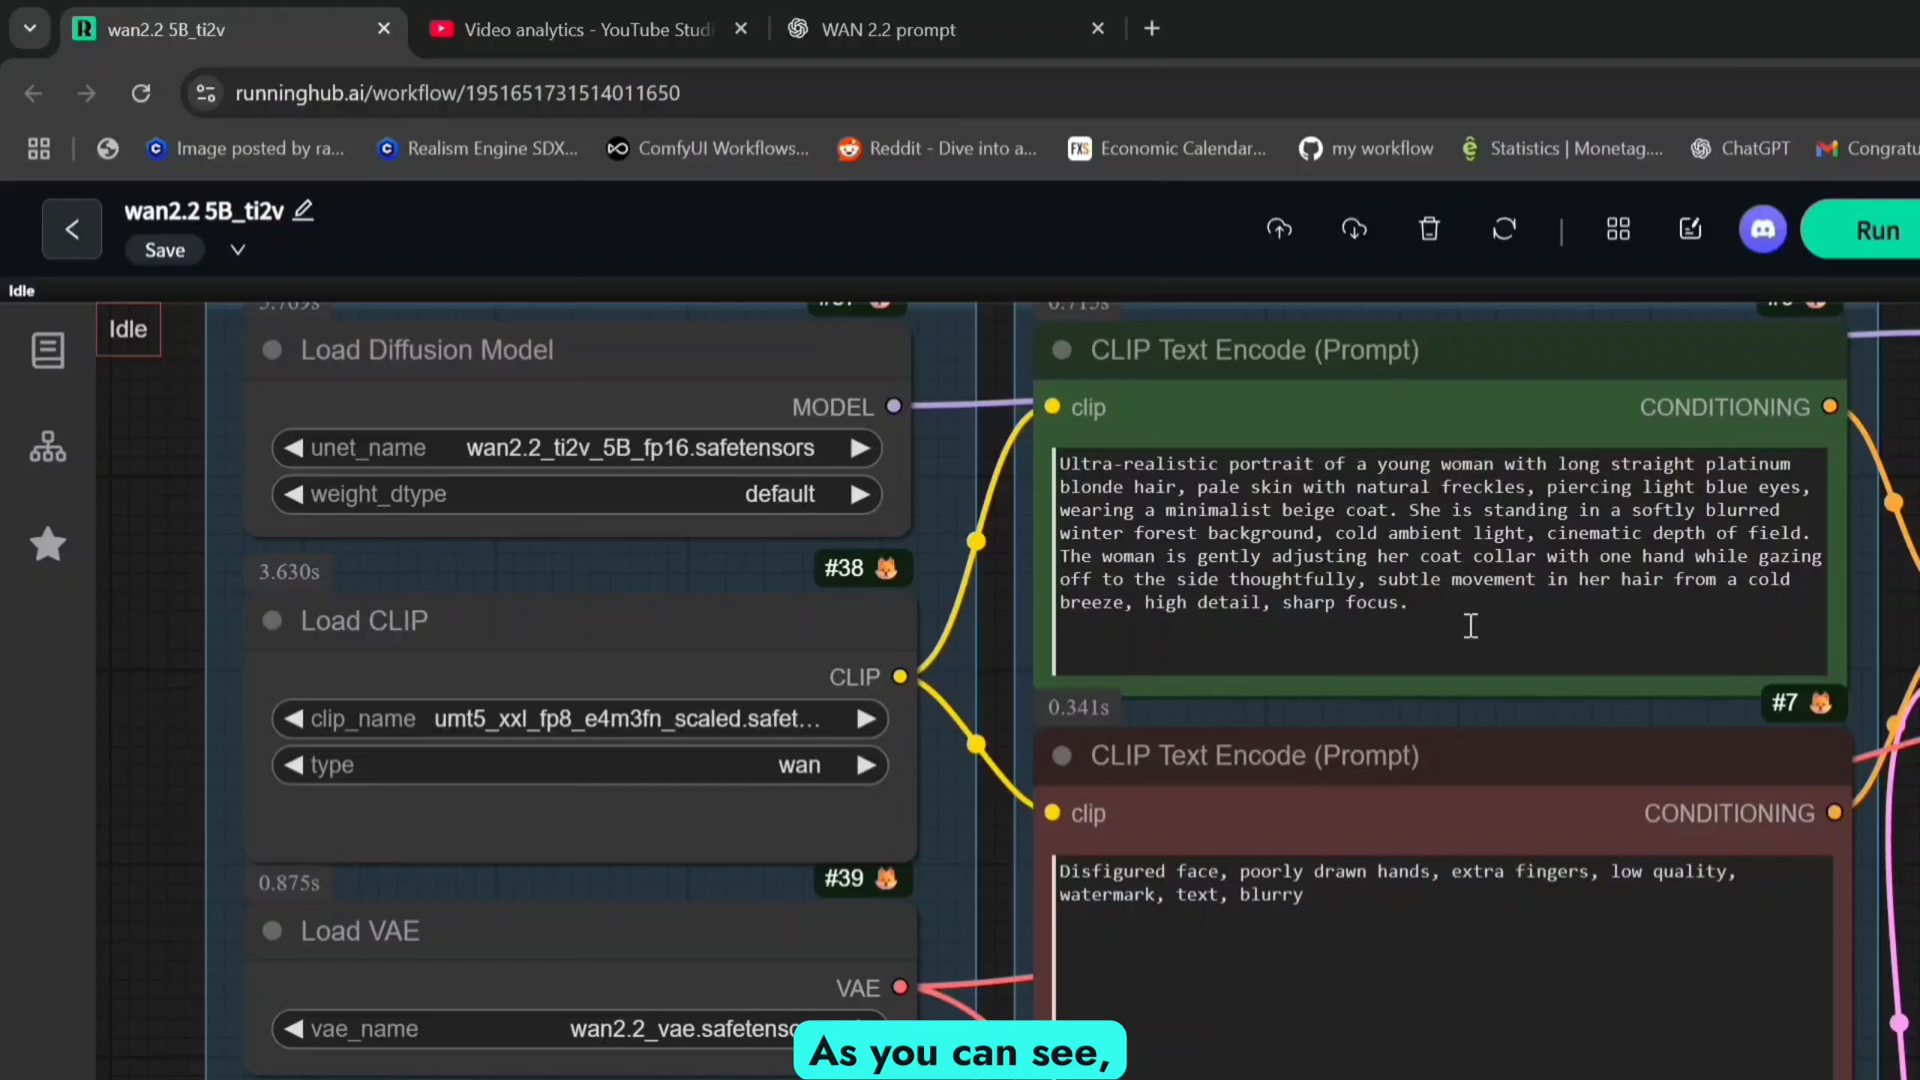 wan2.2 5B_ti2v
Video analytics - YouTube Studi
WAN 2.2 prompt
runninghub.ai/workflow/1951651731514011650
Image posted by ra...
Realism Engine SDX...
ComfyUI Workflows...
Reddit - Dive into a...
FXS Economic Calendar...
my workflow
Statistics | Monetag....
ChatGPT
Congratu
wan2.2 5B_ti2v
Save
Run
Idle
Idle
Load Diffusion Model
MODEL
unet_name wan2.2_ti2v_5B_fp16.safetensors
weight_dtype default
3.630s
#38
Load CLIP
CLIP
clip_name umt5_xxl_fp8_e4m3fn_scaled.safet...
type wan
0.875s
#39
Load VAE
VAE
vae_name wan2.2_vae.safetenso
CLIP Text Encode (Prompt)
clip
CONDITIONING
Ultra-realistic portrait of a young woman with long straight platinum
blonde hair, pale skin with natural freckles, piercing light blue eyes,
wearing a minimalist beige coat. She is standing in a softly blurred
winter forest background, cold ambient light, cinematic depth of field.
The woman is gently adjusting her coat collar with one hand while gazing
off to the side thoughtfully, subtle movement in her hair from a cold
breeze, high detail, sharp focus.
0.341s
#7
CLIP Text Encode (Prompt)
clip
CONDITIONING
Disfigured face, poorly drawn hands, extra fingers, low quality,
watermark, text, blurry
As you can see,